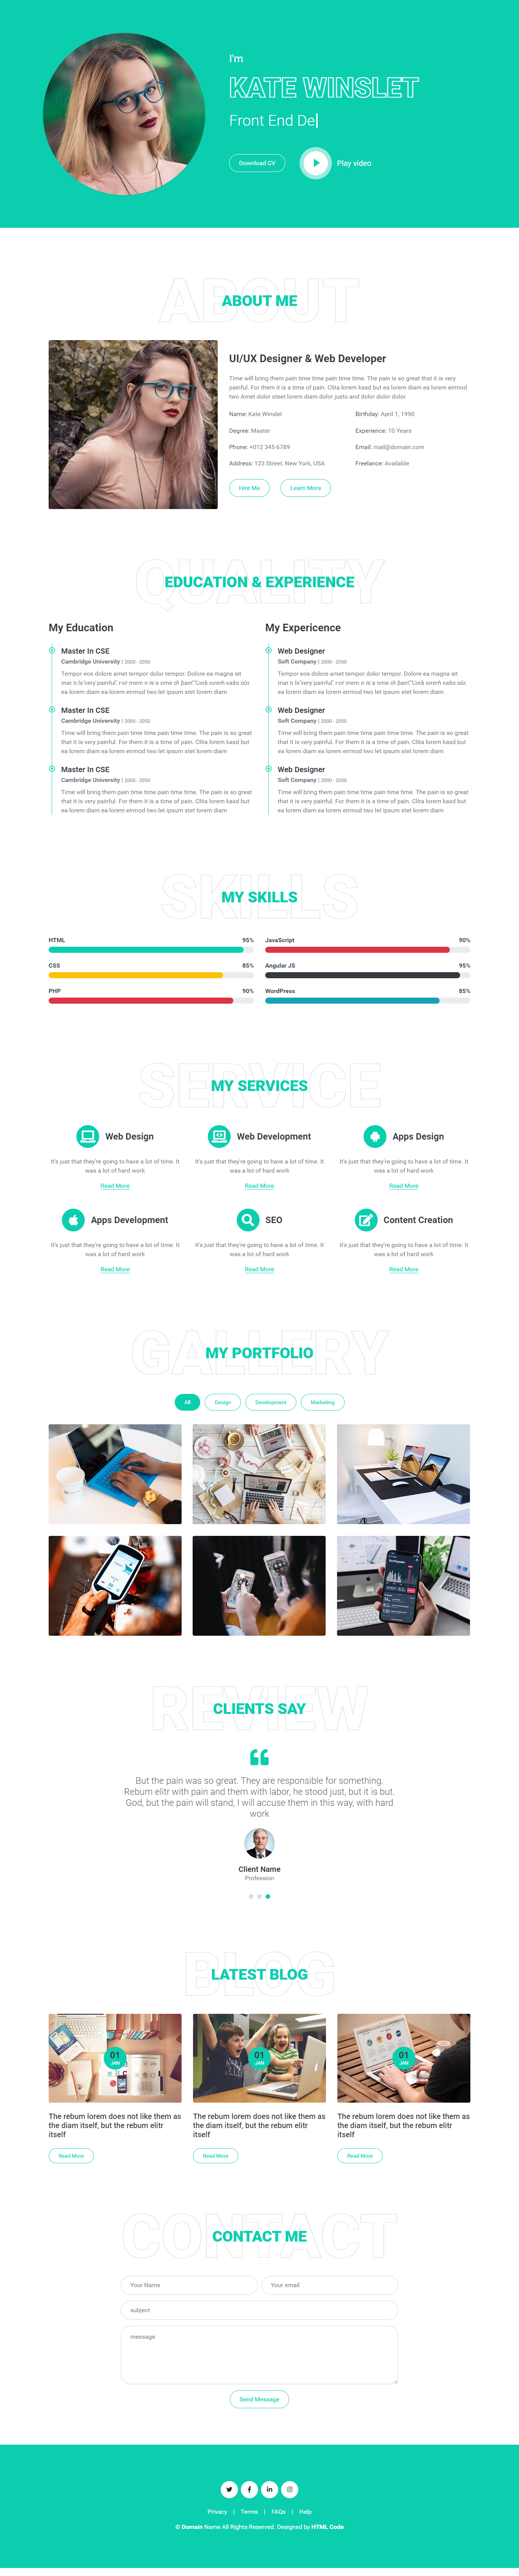 I'm
KATE WINSLET
Front End De
Download CV
Play video
ABOUT
ABOUT ME
UI/UX Designer & Web Developer
Time will bring them pain time time pain time time. The pain is so great that it is very
painful. For them it is a time of pain. Clita lorem kasd but ea lorem diam ea lorem eirmod
two Amet dolor steet lorem diam dolor justo and dolor dolor dolor
Name: Kate Winslet
Birthday: April 1, 1990
Degree: Master
Experience: 10 Years
Phone: +012 345 6789
Email: mail@domain.com
Address: 123 Street, New York, USA
Freelance: Available
Hire Me
Learn More
QUALITY
EDUCATION & EXPERIENCE
My Education
Master In CSE
Cambridge University | 2000 - 2050
Tempor eos dolore amet tempor dolor tempor. Dolore ea magna sit
ea lorem diam ea lorem eirmod two let ipsum stet lorem diam
Master In CSE
Cambridge University | 2000 - 2050
Time will bring them pain time time pain time time. The pain is so great
that it is very painful. For them it is a time of pain. Clita lorem kasd but
ea lorem diam ea lorem eirmod two let ipsum stet lorem diam
Master In CSE
Cambridge University | 2000 - 2050
Time will bring them pain time time pain time time. The pain is so great
that it is very painful. For them it is a time of pain. Clita lorem kasd but
ea lorem diam ea lorem eirmod two let ipsum stet lorem diam
My Expericence
Web Designer
Soft Company | 2000 - 2050
Tempor eos dolore amet tempor dolor tempor. Dolore ea magna sit
ea lorem diam ea lorem eirmod two let ipsum stet lorem diam
Web Designer
Soft Company | 2000 - 2050
Time will bring them pain time time pain time time. The pain is so great
that it is very painful. For them it is a time of pain. Clita lorem kasd but
ea lorem diam ea lorem eirmod two let ipsum stet lorem diam
Web Designer
Soft Company | 2000 - 2050
Time will bring them pain time time pain time time. The pain is so great
that it is very painful. For them it is a time of pain. Clita lorem kasd but
ea lorem diam ea lorem eirmod two let ipsum stet lorem diam
SKILLS
MY SKILLS
HTML 95%
JavaScript 90%
CSS 85%
Angular JS 95%
PHP 90%
WordPress 85%
SERVICE
MY SERVICES
Web Design
It's just that they're going to have a lot of time. It
was a lot of hard work
Read More
Web Development
It's just that they're going to have a lot of time. It
was a lot of hard work
Read More
Apps Design
It's just that they're going to have a lot of time. It
was a lot of hard work
Read More
Apps Development
It's just that they're going to have a lot of time. It
was a lot of hard work
Read More
SEO
It's just that they're going to have a lot of time. It
was a lot of hard work
Read More
Content Creation
It's just that they're going to have a lot of time. It
was a lot of hard work
Read More
GALLERY
MY PORTFOLIO
All
Design
Development
Marketing
REVIEW
CLIENTS SAY
But the pain was so great. They are responsible for something.
Rebum elitr with pain and them with labor, he stood just, but it is but.
God, but the pain will stand, I will accuse them in this way, with hard
work
Client Name
Profession
BLOG
LATEST BLOG
01
JAN
The rebum lorem does not like them as
the diam itself, but the rebum elitr
itself
Read More
01
JAN
The rebum lorem does not like them as
the diam itself, but the rebum elitr
itself
Read More
01
JAN
The rebum lorem does not like them as
the diam itself, but the rebum elitr
itself
Read More
CONTACT
CONTACT ME
Your Name
Your email
subject
message
Send Message
Privacy | Terms | FAQs | Help
© Domain Name All Rights Reserved. Designed by HTML Code